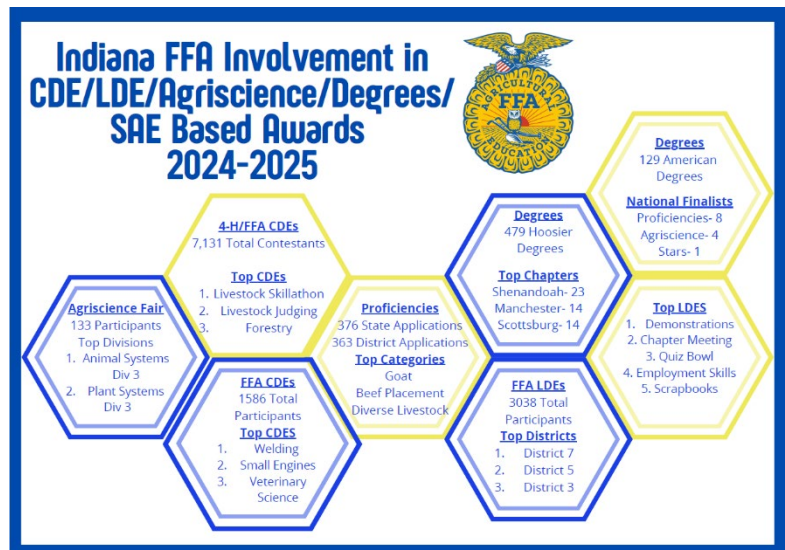 Indiana FFA Involvement in
CDE/LDE/Agriscience/Degrees/
SAE Based Awards
2024-2025
AGRICULTURAL
FFA
EDUCATION
Agriscience Fair
133 Participants
Top Divisions
1. Animal Systems
Div 3
2. Plant Systems
Div 3
4-H/FFA CDEs
7,131 Total Contestants
Top CDEs
1. Livestock Skillathon
2. Livestock Judging
3. Forestry
FFA CDEs
1586 Total
Participants
Top CDES
1. Welding
2. Small Engines
3. Veterinary
Science
Proficiencies
376 State Applications
363 District Applications
Top Categories
Goat
Beef Placement
Diverse Livestock
Degrees
479 Hoosier
Degrees
Top Chapters
Shenandoah- 23
Manchester- 14
Scottsburg- 14
FFA LDEs
3038 Total
Participants
Top Districts
1. District 7
2. District 5
3. District 3
Degrees
129 American
Degrees
National Finalists
Proficiencies- 8
Agriscience- 4
Stars- 1
Top LDES
1. Demonstrations
2. Chapter Meeting
3. Quiz Bowl
4. Employment Skills
5. Scrapbooks